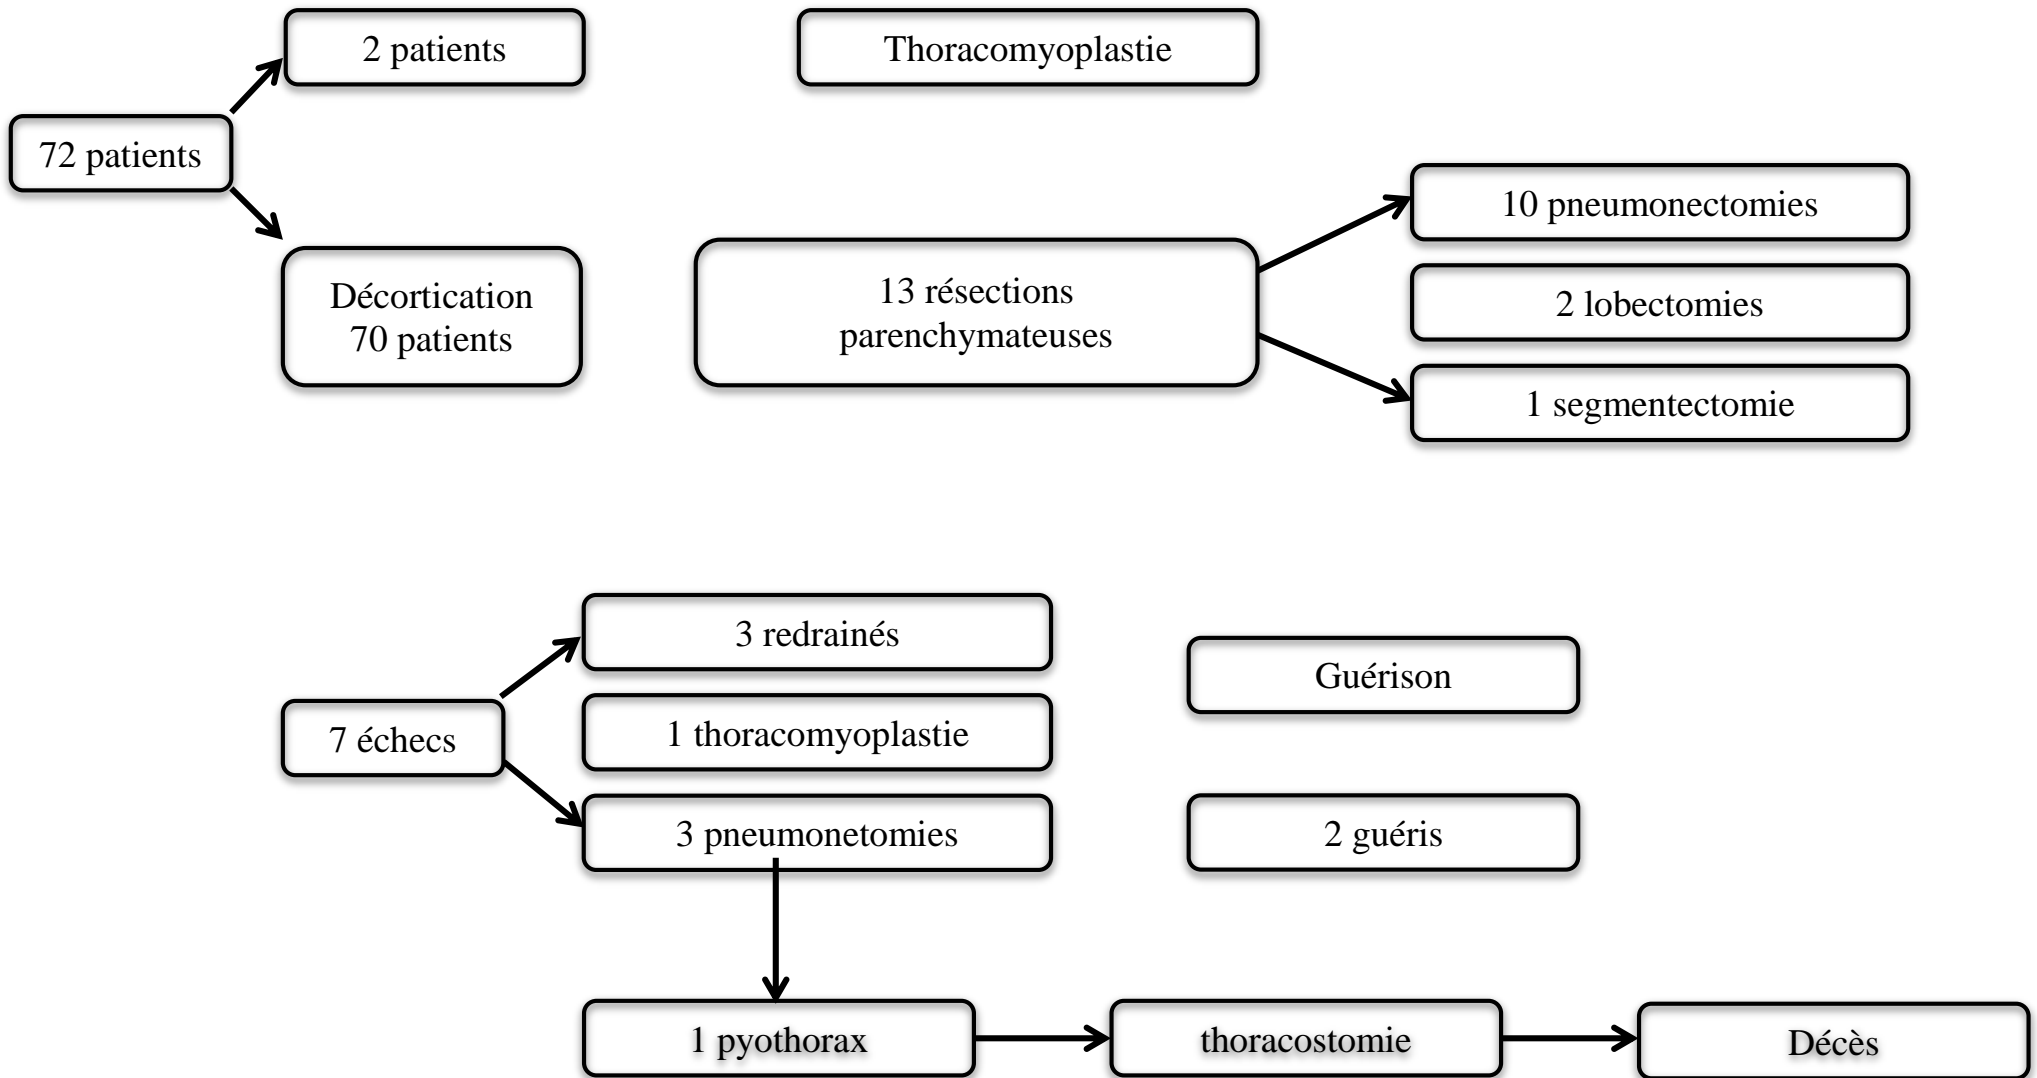 2 patients
Thoracomyoplastie
72 patients
10 pneumonectomies
Décortication
70 patients
13 résections
parenchymateuses
2 lobectomies
1 segmentectomie
3 redrainés
Guérison
7 échecs
1 thoracomyoplastie
3 pneumonetomies
2 guéris
1 pyothorax
thoracostomie
Décès